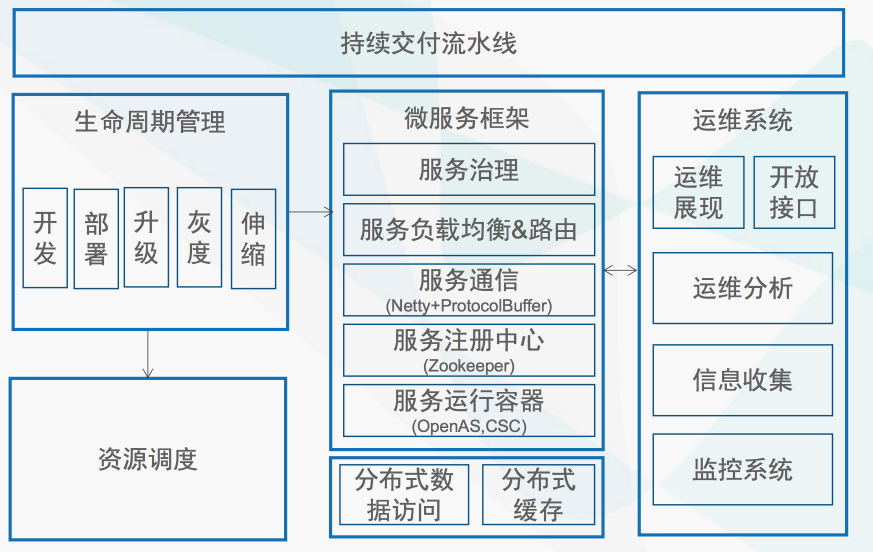 持续交付流水线
生命周期管理
开
发
部
署
升
级
灰
度
伸
缩
资源调度
微服务框架
服务治理
服务负载均衡&路由
服务通信
(Netty+ProtocolBuffer)
服务注册中心
(Zookeeper)
服务运行容器
(OpenAS,CSC)
分布式数
据访问
分布式
缓存
运维系统
运维
展现
开放
接口
运维分析
信息收集
监控系统